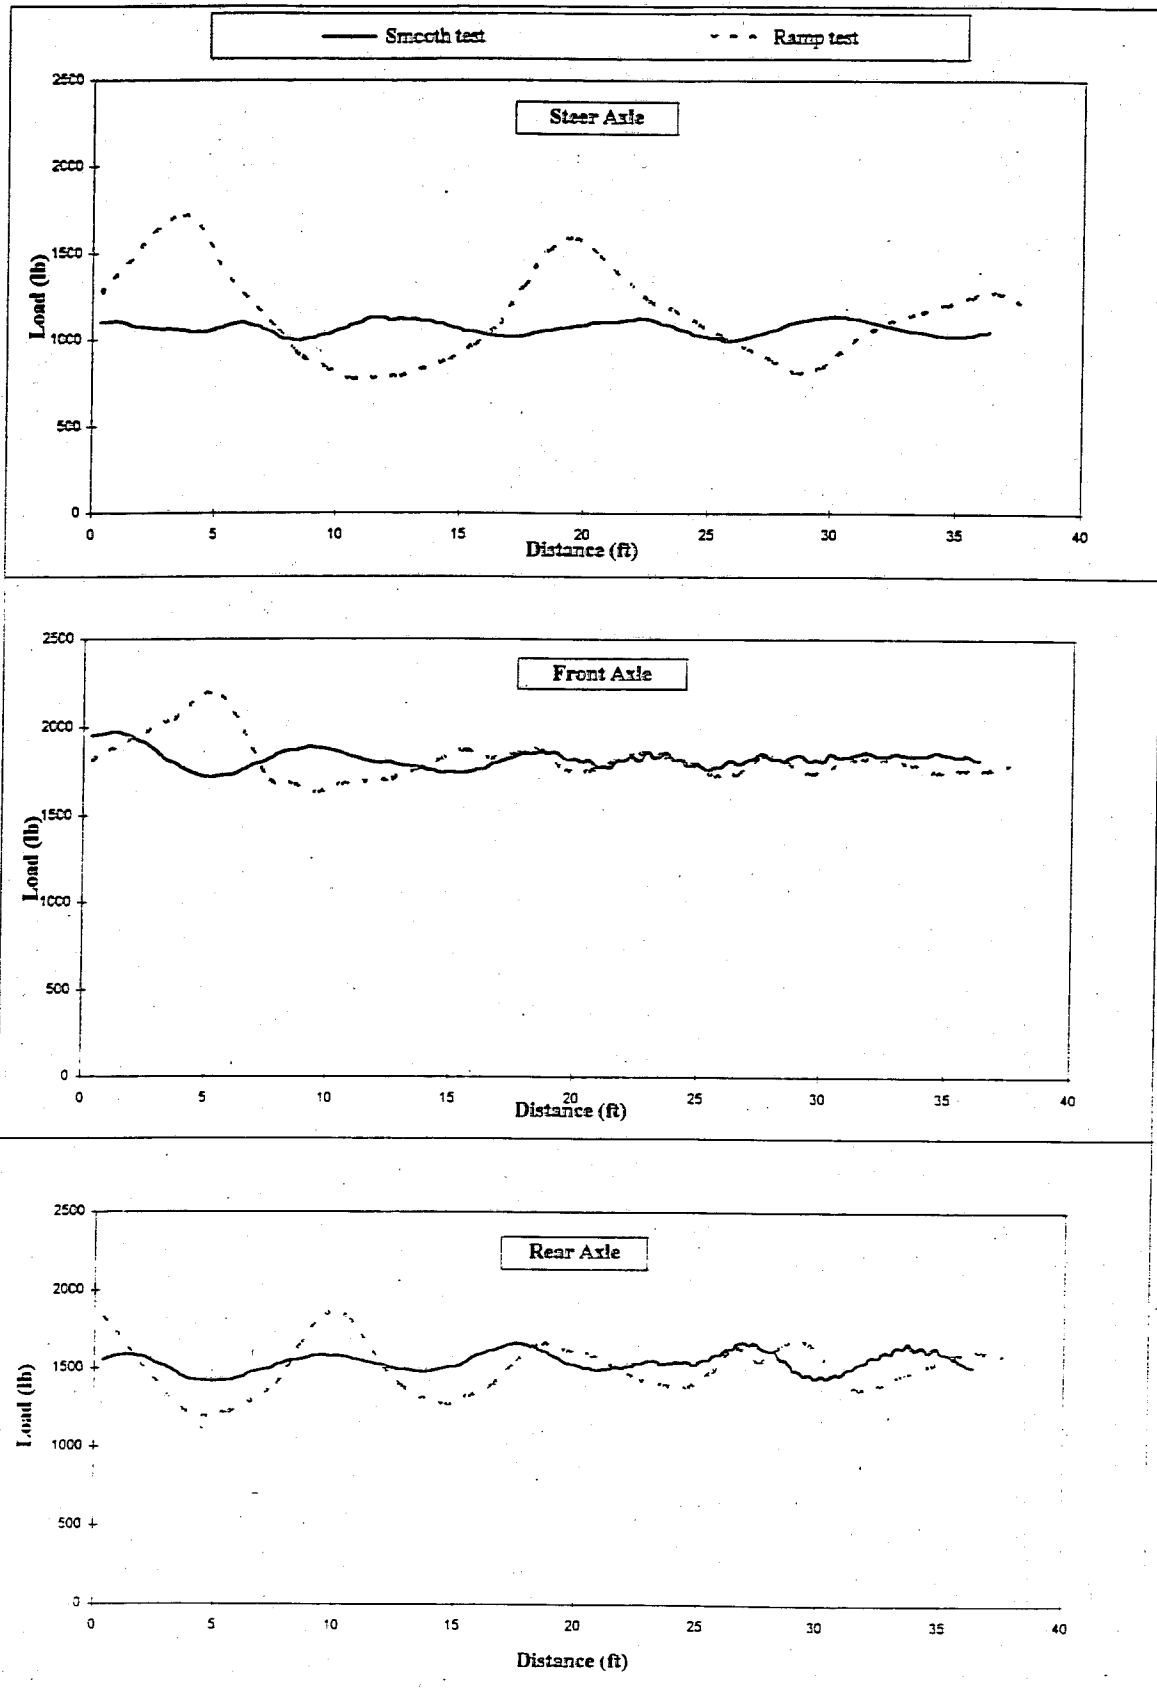 Smooth test Ramp test
2500
Steer Axle
2000
1500
Load (lb)
1000
500
0
0 5 10 15 20 25 30 35 40
Distance (ft)
2500
Front Axle
2000
1500
Load (lb)
1000
500
0
0 5 10 15 20 25 30 35 40
Distance (ft)
2500
Rear Axle
2000
1500
Load (lb)
1000
500
0
0 5 10 15 20 25 30 35 40
Distance (ft)